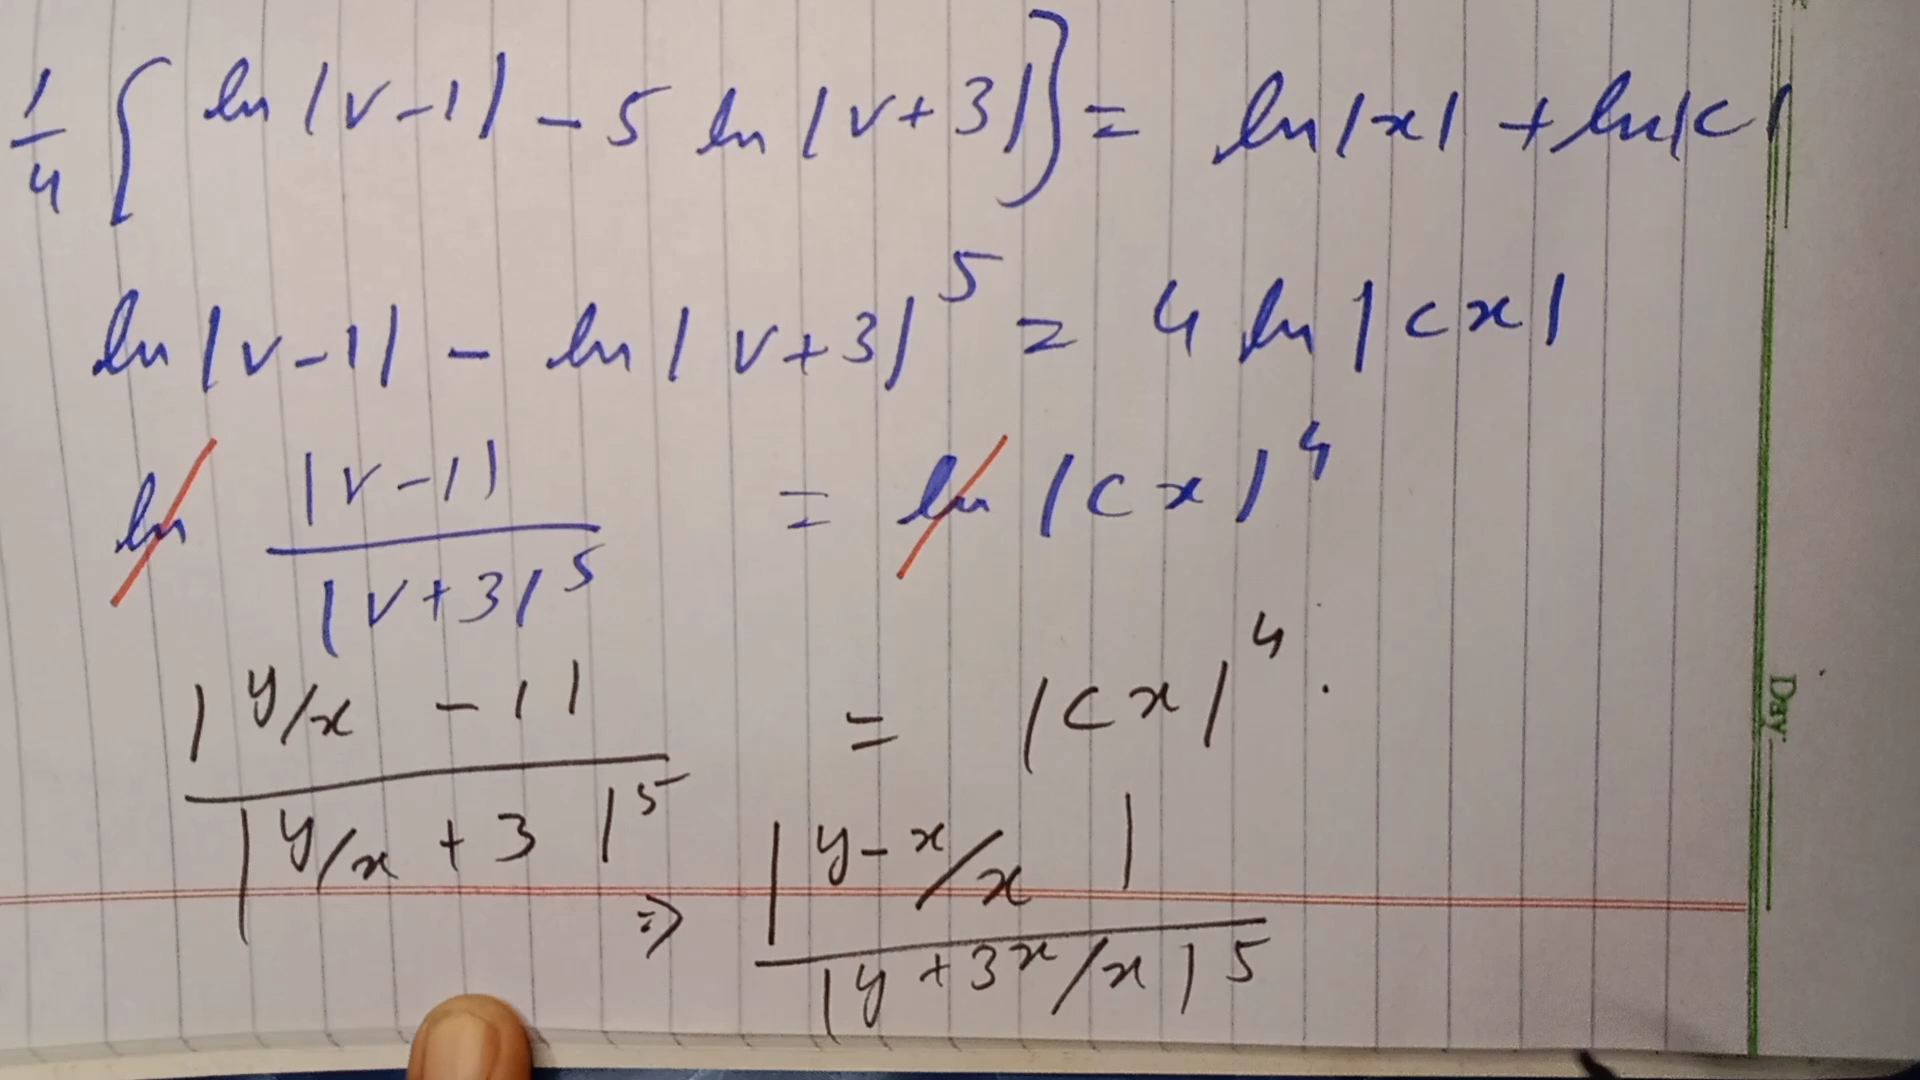 1/4 { ln |v-1| - 5 ln |v+3| } = ln|x| + ln|c|
ln |v-1| - ln |v+3|^5 = 4 ln |cx|
ln |v-1| / |v+3|^5 = ln |cx|^4
|y/x - 1| / |y/x + 3|^5 = |cx|^4.
⇒ |y-x/x| / |y+3x/x|^5
Day